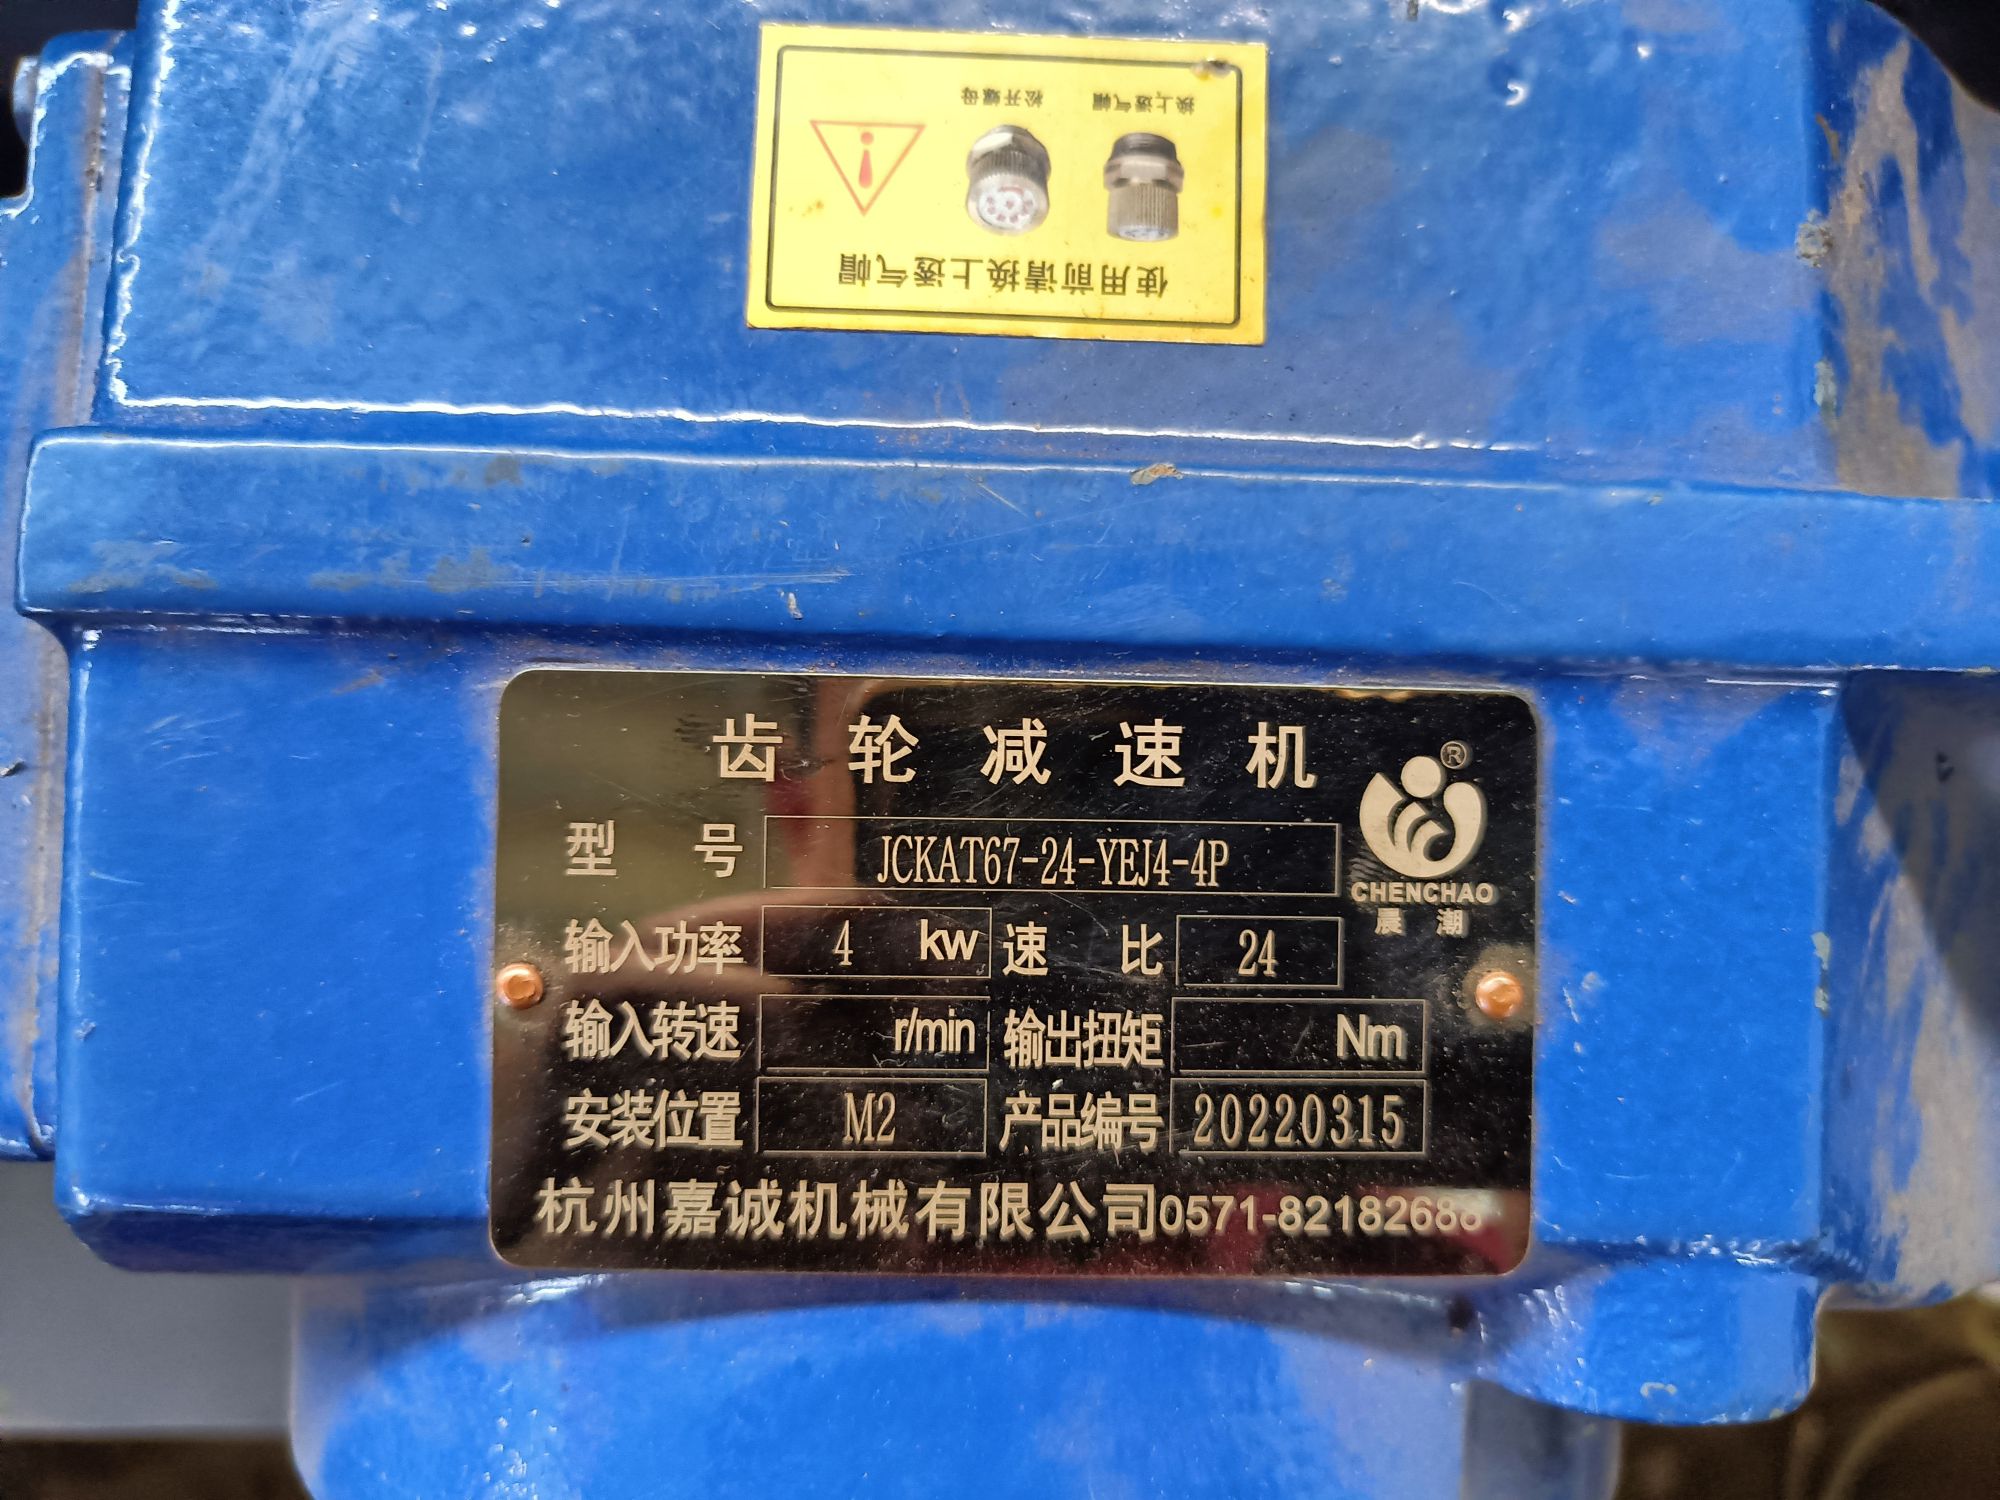 使用前请换上透气帽
松开螺母
换上透气帽
齿轮减速机
®
CHENCHAO
晨潮
型号 JCKAT67-24-YEJ4-4P
输入功率 4 kw 速比 24
输入转速 r/min 输出扭矩 Nm
安装位置 M2 产品编号 20220315
杭州嘉诚机械有限公司0571-82182688